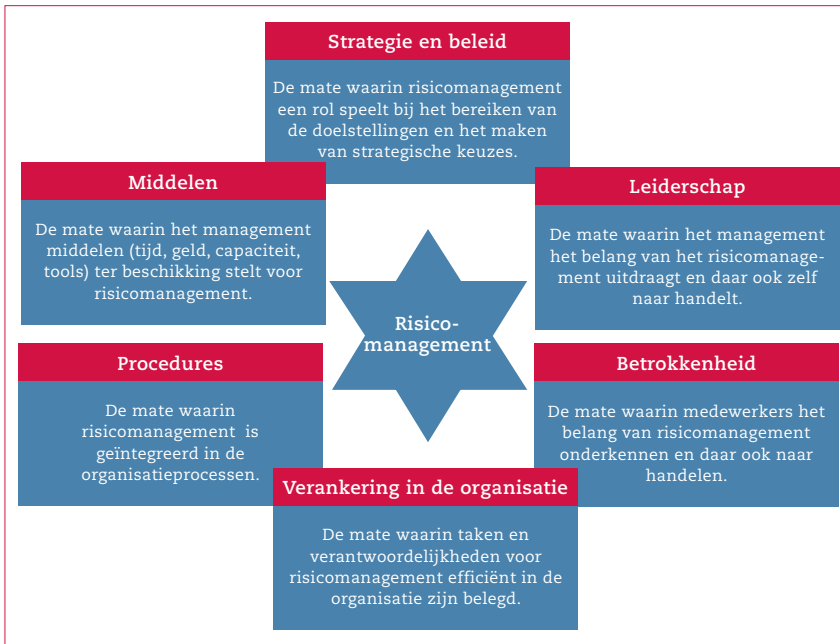 Strategie en beleid
De mate waarin risicomanagement
een rol speelt bij het bereiken van
de doelstellingen en het maken
van strategische keuzes.
Middelen
De mate waarin het management
middelen (tijd, geld, capaciteit,
tools) ter beschikking stelt voor
risicomanagement.
Leiderschap
De mate waarin het management
het belang van het risicomanage-
ment uitdraagt en daar ook zelf
naar handelt.
Risico-
management
Procedures
De mate waarin
risicomanagement is
geïntegreerd in de
organisatieprocessen.
Betrokkenheid
De mate waarin medewerkers het
belang van risicomanagement
onderkennen en daar ook naar
handelen.
Verankering in de organisatie
De mate waarin taken en
verantwoordelijkheden voor
risicomanagement efficiënt in de
organisatie zijn belegd.